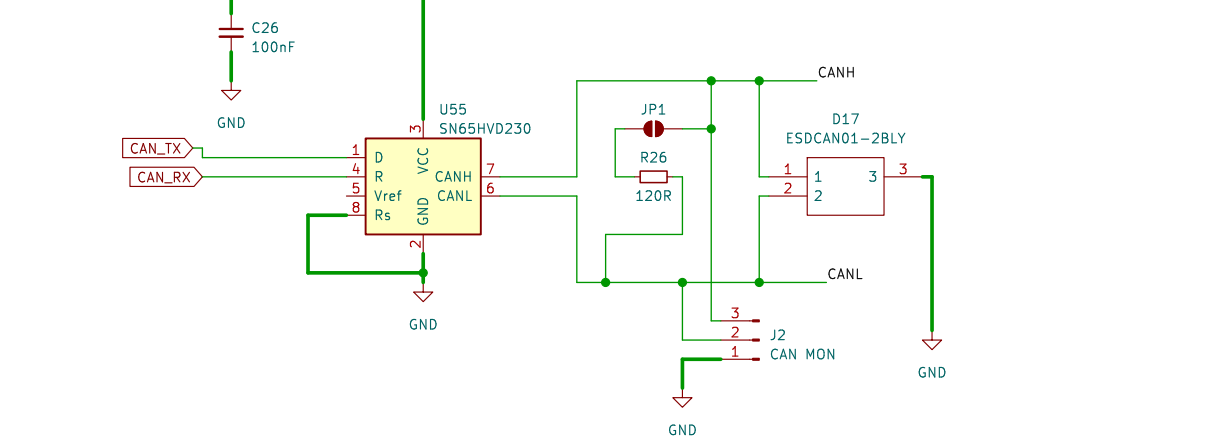 C26
100nF
GND
CANH
U55
SN65HVD230
JP1
D17
ESDCAN01-2BLY
3
CAN_TX
1
D
VCC
CANH
7
R26
1
1
3
3
CAN_RX
4
R
5
Vref
CANL
6
120R
2
2
8
Rs
GND
2
CANL
GND
3
2
J2
1
CAN MON
GND
GND